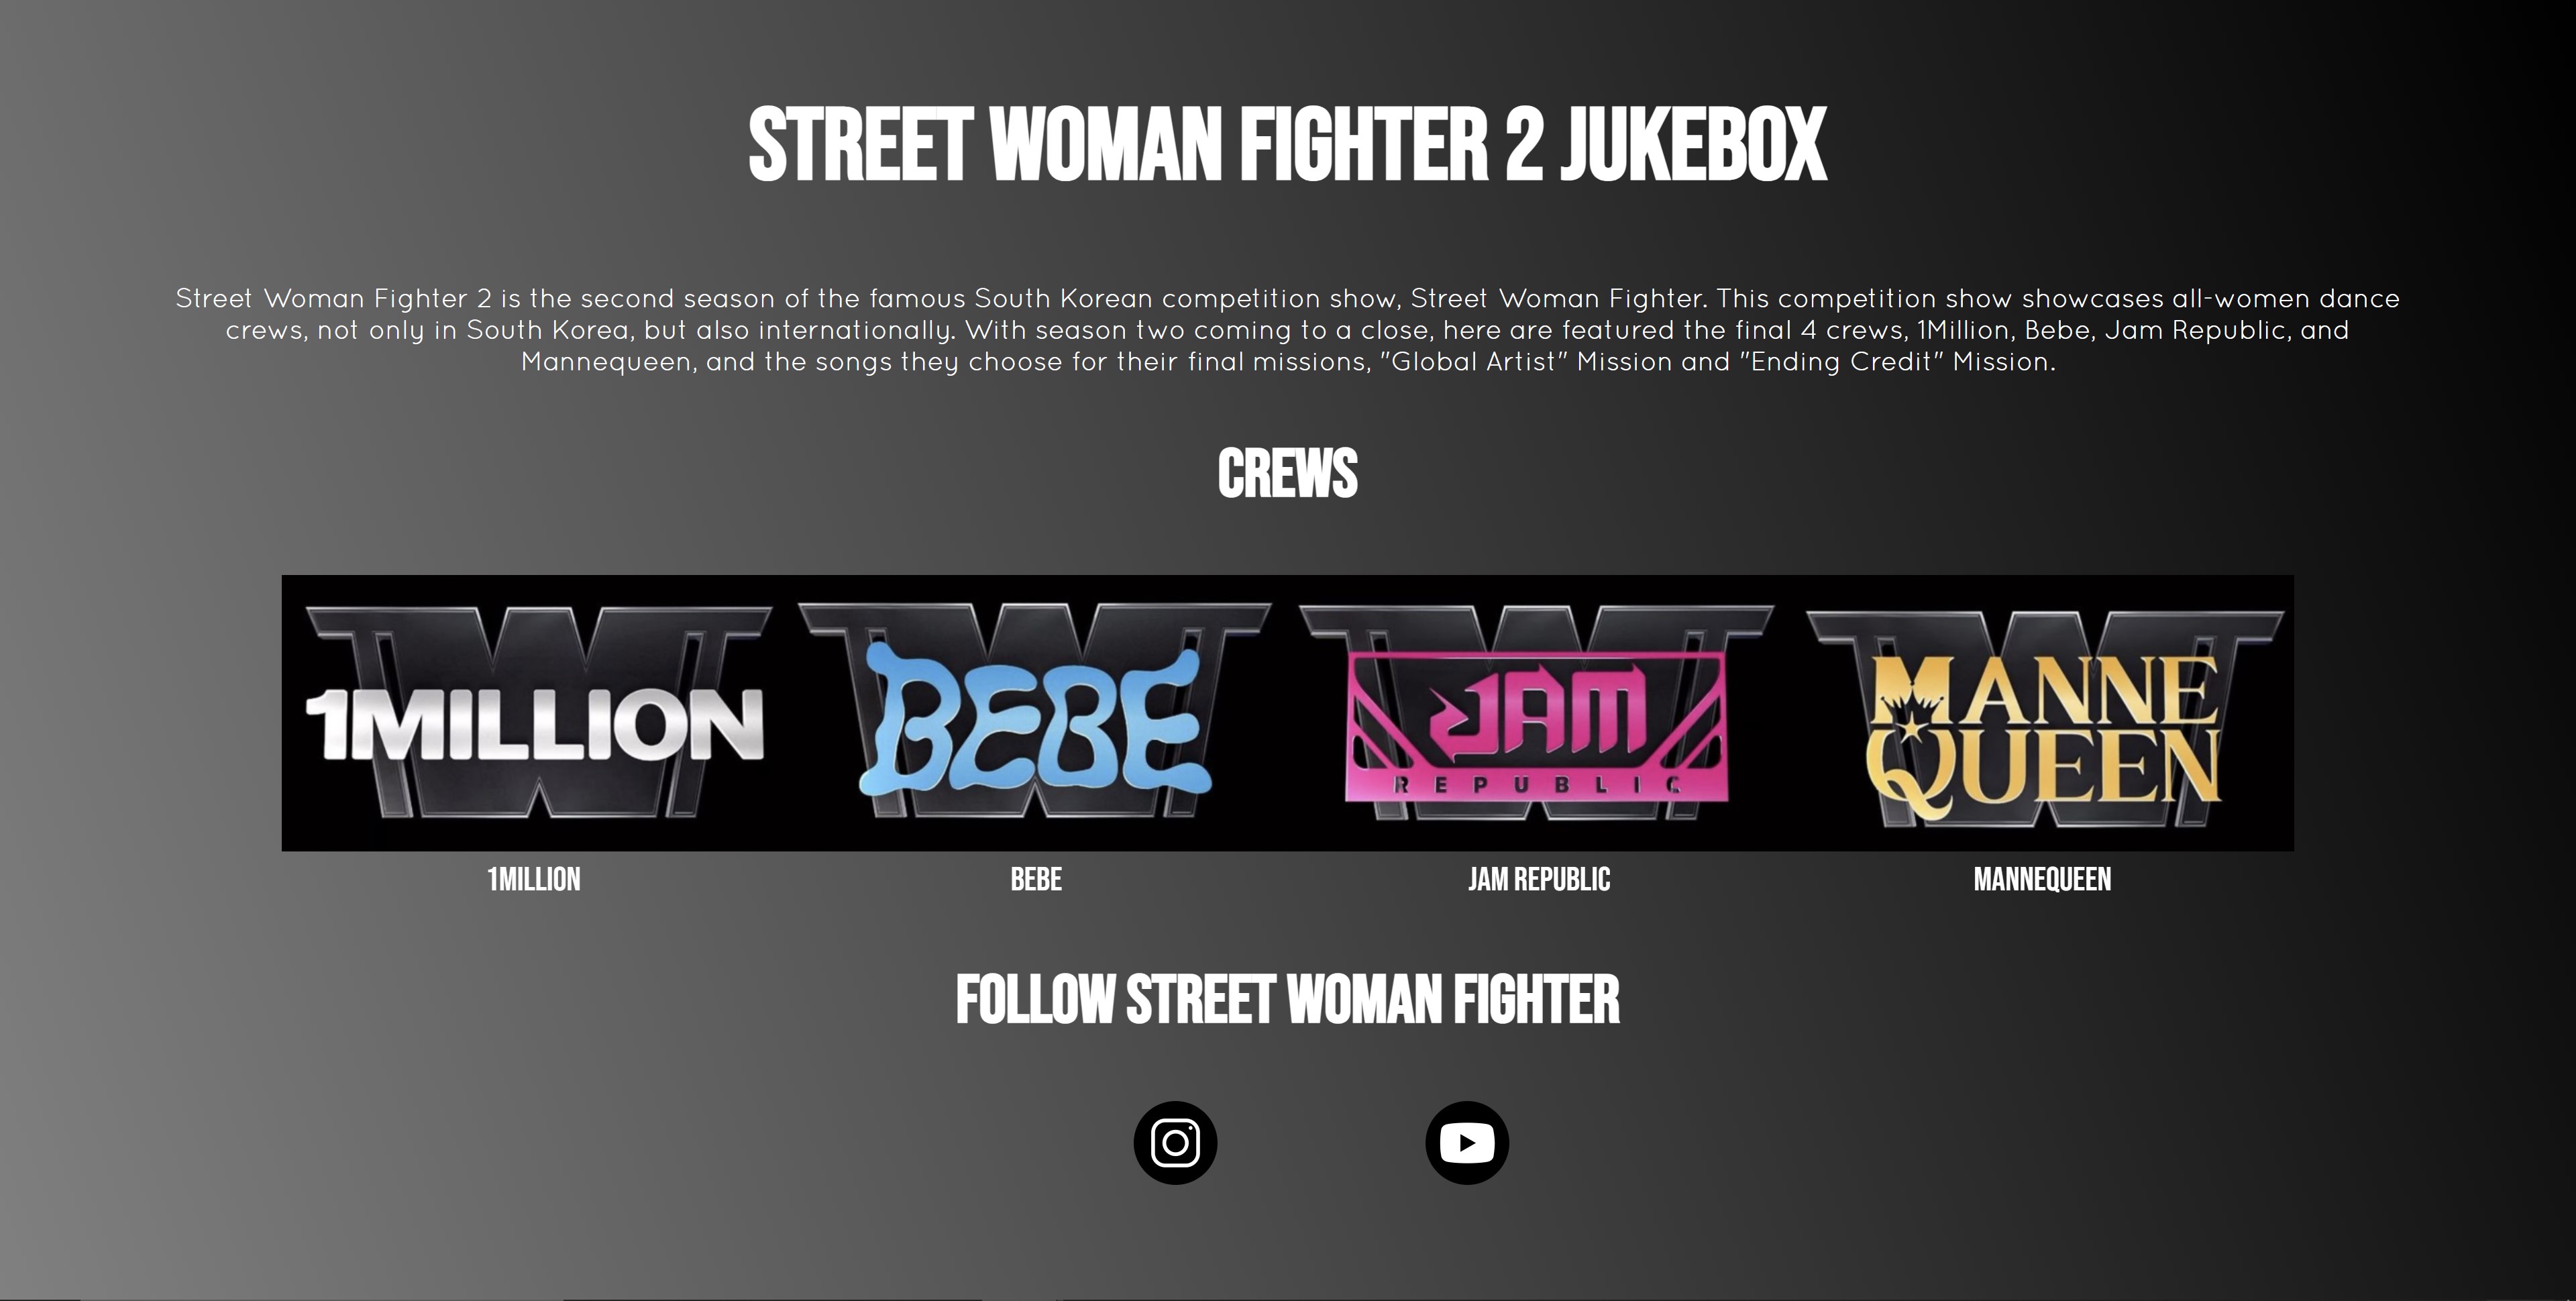 STREET WOMAN FIGHTER 2 JUKEBOX
Street Woman Fighter 2 is the second season of the famous South Korean competition show, Street Woman Fighter. This competition show showcases all-women dance
crews, not only in South Korea, but also internationally. With season two coming to a close, here are featured the final 4 crews, 1Million, Bebe, Jam Republic, and
Mannequeen, and the songs they choose for their final missions, "Global Artist" Mission and "Ending Credit" Mission.
CREWS
1MILLION
BEBE
JAM
REPUBLIC
MANNE
QUEEN
1MILLION
BEBE
JAM REPUBLIC
MANNEQUEEN
FOLLOW STREET WOMAN FIGHTER